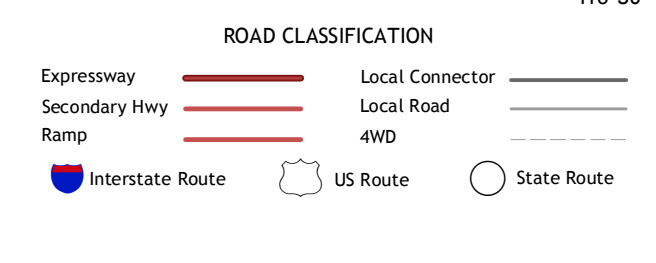 ROAD CLASSIFICATION
Expressway
Local Connector
Secondary Hwy
Local Road
Ramp
4WD
Interstate Route
US Route
State Route